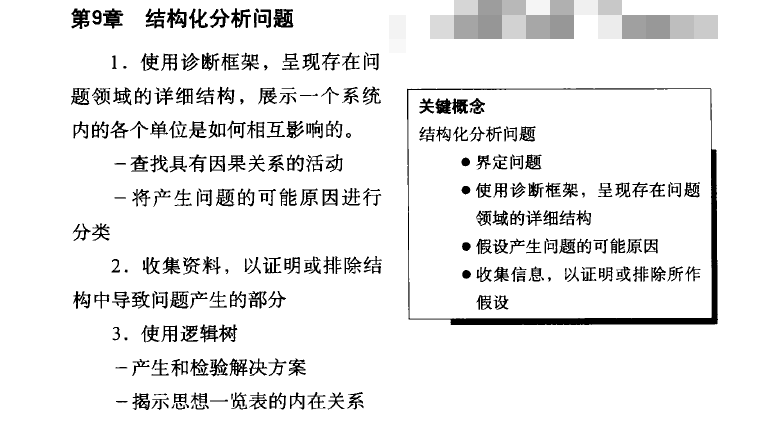 第9章 结构化分析问题
1．使用诊断框架，呈现存在问
题领域的详细结构，展示一个系统
内的各个单位是如何相互影响的。
－查找具有因果关系的活动
－将产生问题的可能原因进行
分类
2．收集资料，以证明或排除结
构中导致问题产生的部分
3．使用逻辑树
－产生和检验解决方案
－揭示思想一览表的内在关系
关键概念
结构化分析问题
●界定问题
●使用诊断框架，呈现存在问题
领域的详细结构
●假设产生问题的可能原因
●收集信息，以证明或排除所作
假设